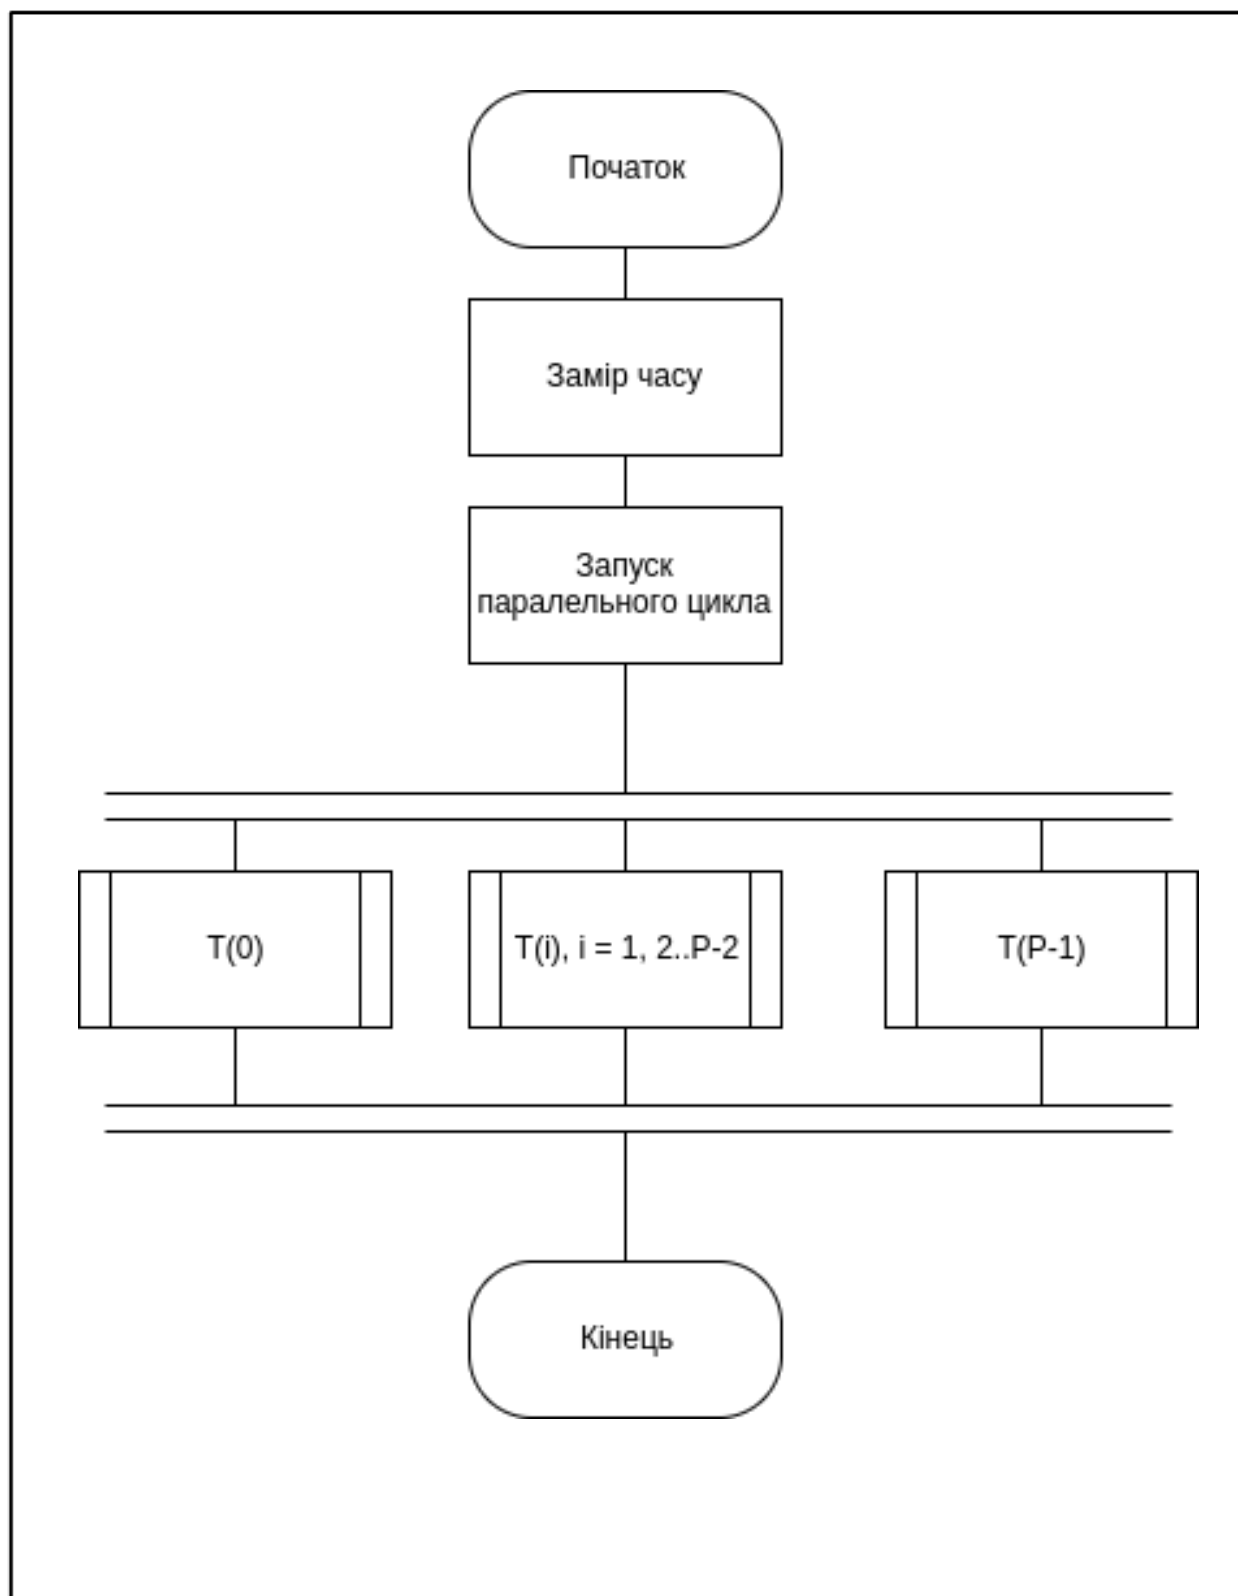 Початок
Замір часу
Запуск
паралельного цикла
T(0)
T(i), i = 1, 2..P-2
T(P-1)
Кінець